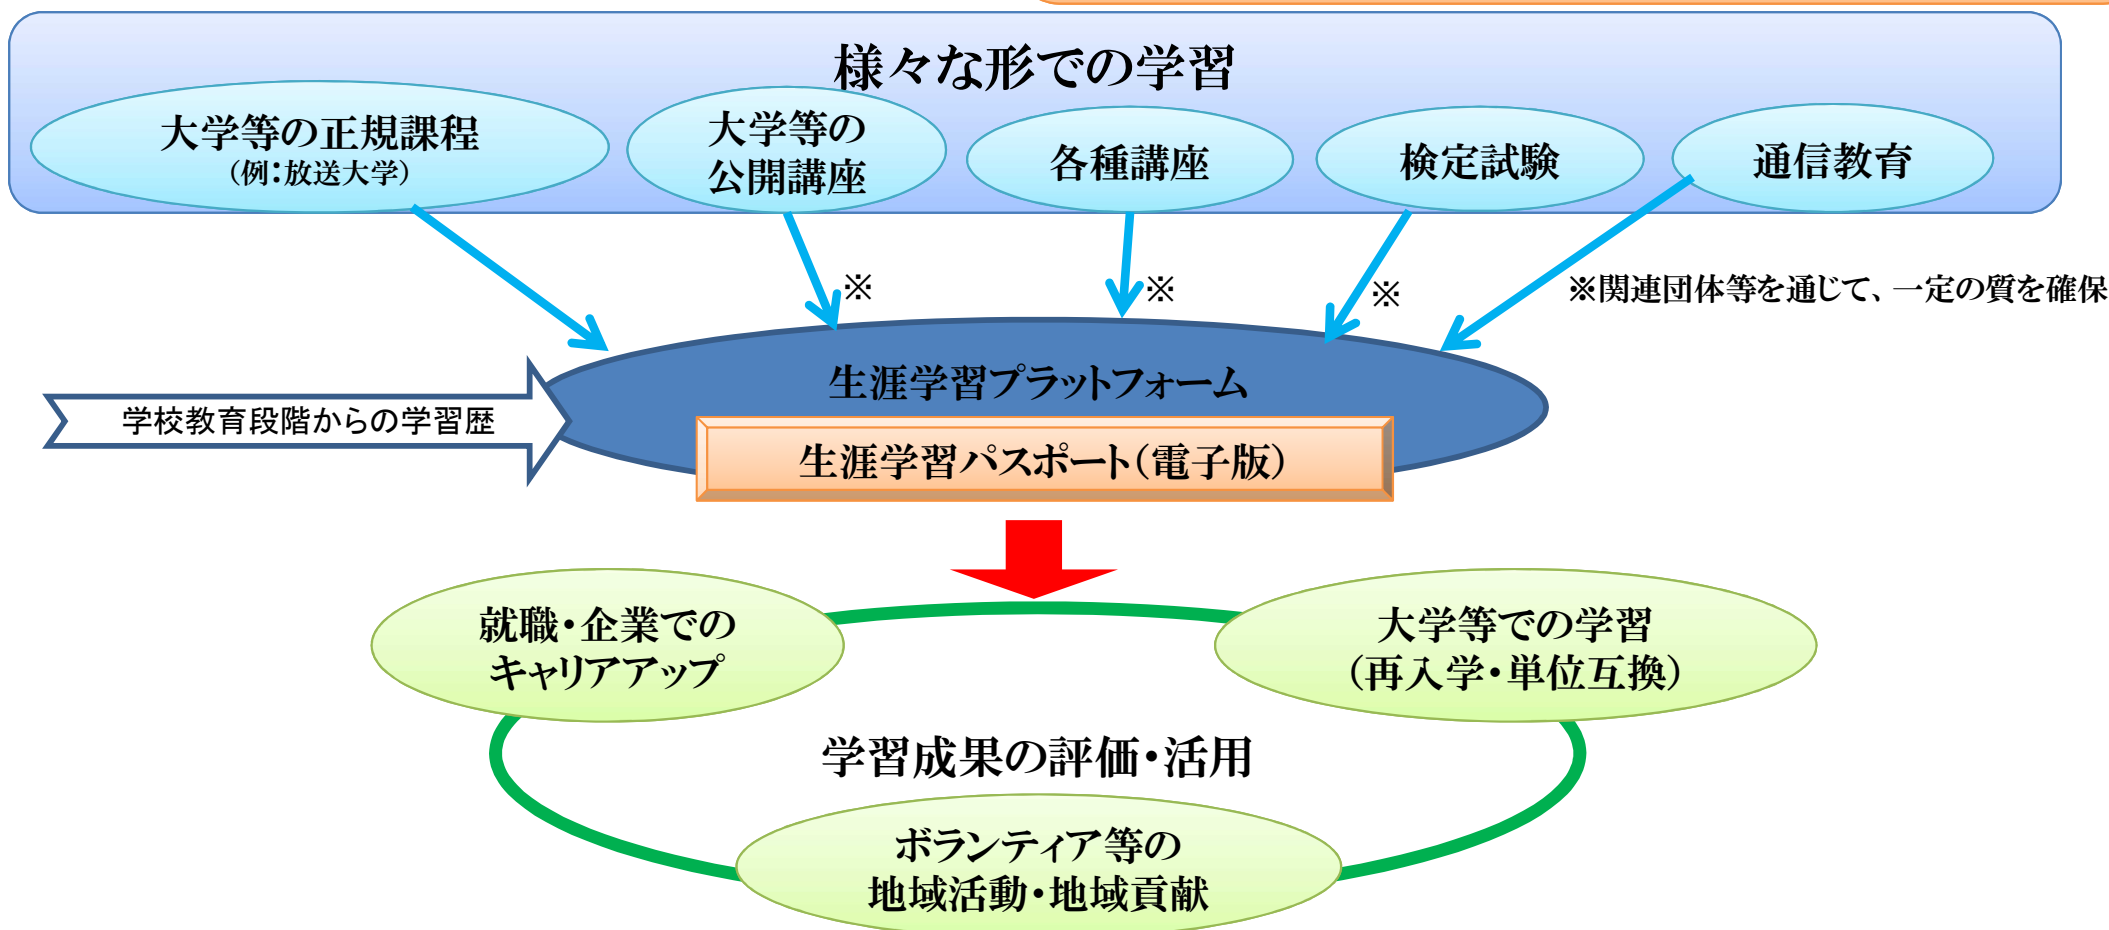 様々な形での学習
大学等の正規課程
（例：放送大学）
大学等の
公開講座
各種講座
検定試験
通信教育
※
※
※
※関連団体等を通じて、一定の質を確保
生涯学習プラットフォーム
学校教育段階からの学習歴
生涯学習パスポート（電子版）
就職・企業での
キャリアアップ
大学等での学習
（再入学・単位互換）
学習成果の評価・活用
ボランティア等の
地域活動・地域貢献